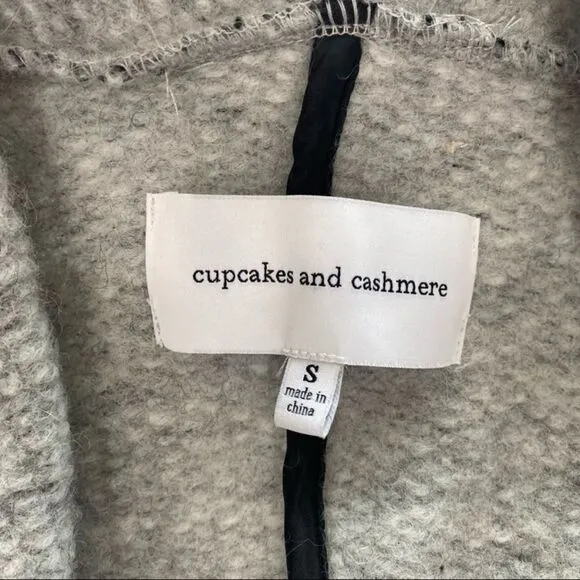 cupcakes and cashmere
S
made in
china